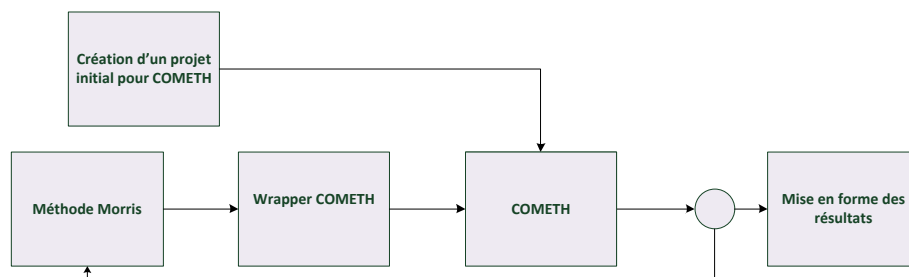 Création d’un projet
initial pour COMETH
Méthode Morris
Wrapper COMETH
COMETH
Mise en forme des
résultats